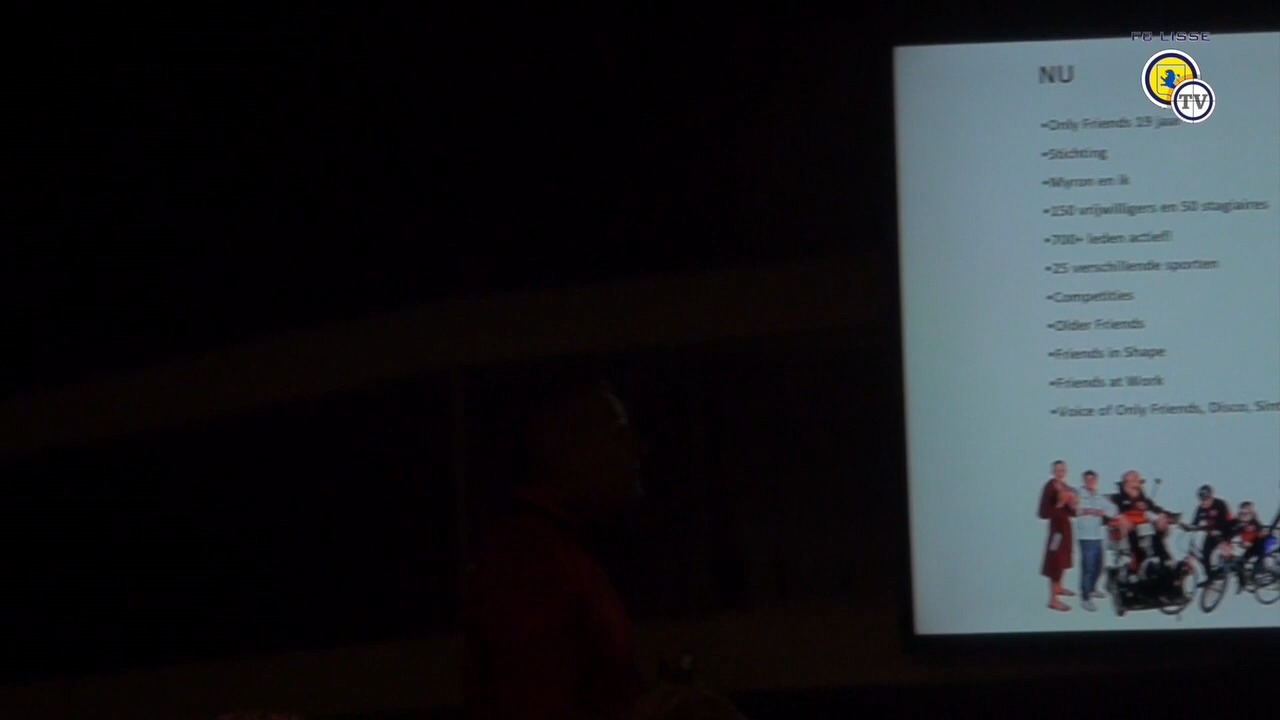 FC LISSE
TV
NU
•Only Friends 19 jaar
•Stichting
•Myron en ik
•150 vrijwilligers en 50 stagiaires
•700+ leden actief!
•25 verschillende sporten
•Competities
•Older Friends
•Friends in Shape
•Friends at Work
•Voice of Only Friends, Disco,